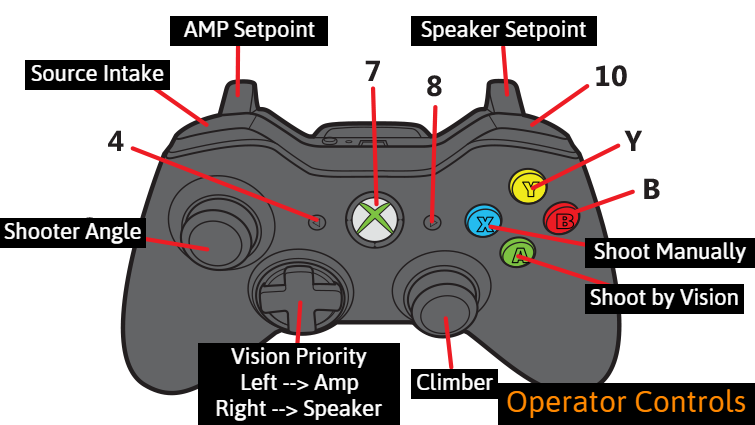 AMP Setpoint
Speaker Setpoint
Source Intake
7
8
10
4
Y
Y
B
B
X
A
Shooter Angle
Shoot Manually
Shoot by Vision
Vision Priority
Left --> Amp
Right --> Speaker
Climber
Operator Controls